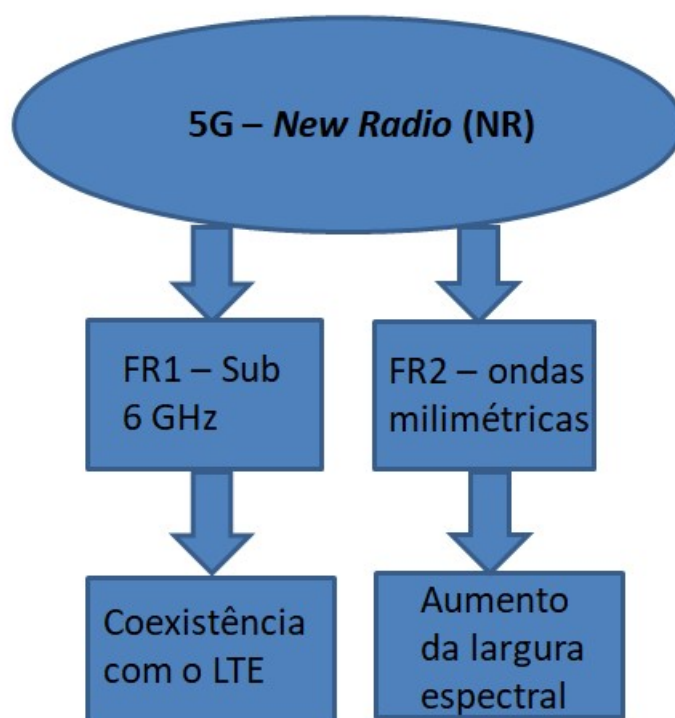 5G – New Radio (NR)
FR1 – Sub
6 GHz
FR2 – ondas
milimétricas
Coexistência
com o LTE
Aumento
da largura
espectral